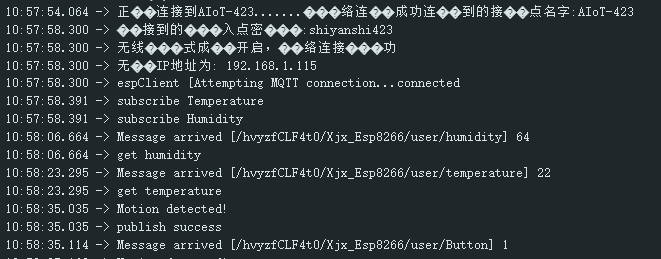 10:57:54.064 -> 正��连接到AIoT-423.......���络连��成功连��到的接��点名字:AIoT-423
10:57:58.300 -> ��接到的���入点密���:shiyanshi423
10:57:58.300 -> 无线���式成��开启,��络连接���功
10:57:58.300 -> 无��IP地址为: 192.168.1.115
10:57:58.300 -> espClient [Attempting MQTT connection...connected
10:57:58.391 -> subscribe Temperature
10:57:58.391 -> subscribe Humidity
10:58:06.664 -> Message arrived [/hvyzfCLF4t0/Xjx_Esp8266/user/humidity] 64
10:58:06.664 -> get humidity
10:58:23.295 -> Message arrived [/hvyzfCLF4t0/Xjx_Esp8266/user/temperature] 22
10:58:23.295 -> get temperature
10:58:35.035 -> Motion detected!
10:58:35.035 -> publish success
10:58:35.114 -> Message arrived [/hvyzfCLF4t0/Xjx_Esp8266/user/Button] 1